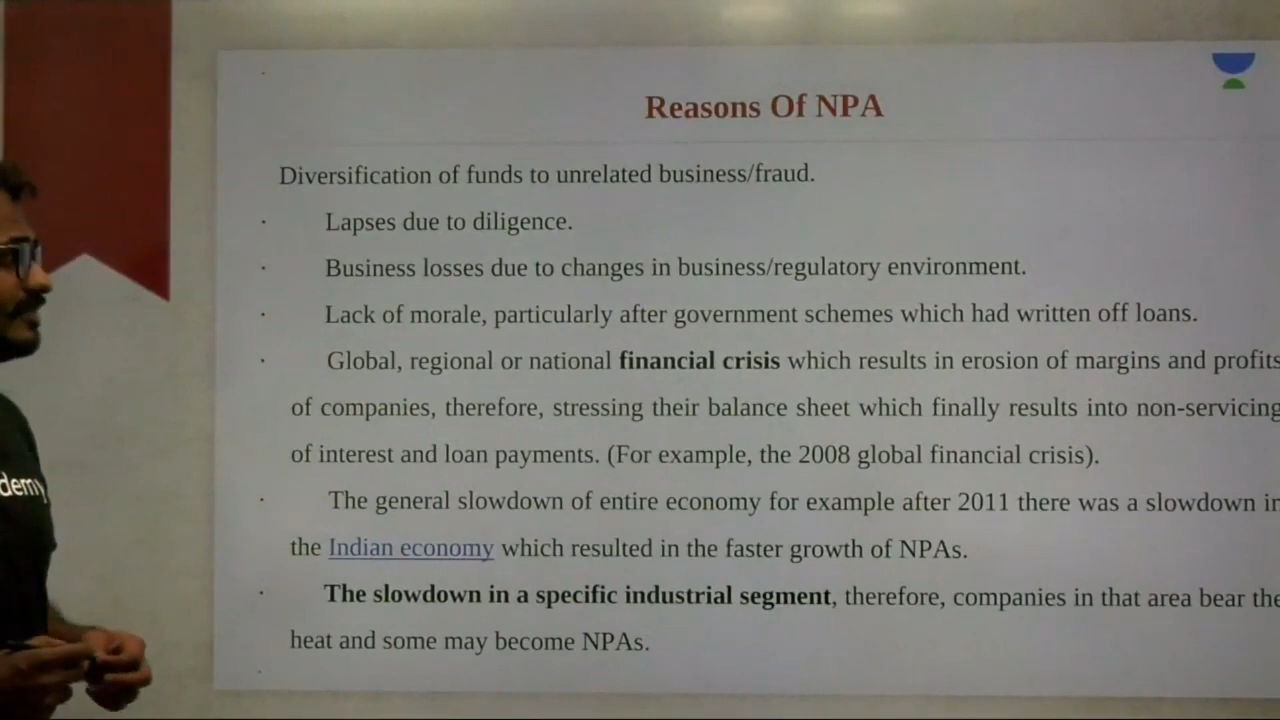 Reasons Of NPA
Diversification of funds to unrelated business/fraud.
· Lapses due to diligence.
· Business losses due to changes in business/regulatory environment.
· Lack of morale, particularly after government schemes which had written off loans.
· Global, regional or national financial crisis which results in erosion of margins and profits
of companies, therefore, stressing their balance sheet which finally results into non-servicing
of interest and loan payments. (For example, the 2008 global financial crisis).
· The general slowdown of entire economy for example after 2011 there was a slowdown in
the Indian economy which resulted in the faster growth of NPAs.
· The slowdown in a specific industrial segment, therefore, companies in that area bear the
heat and some may become NPAs.
demy